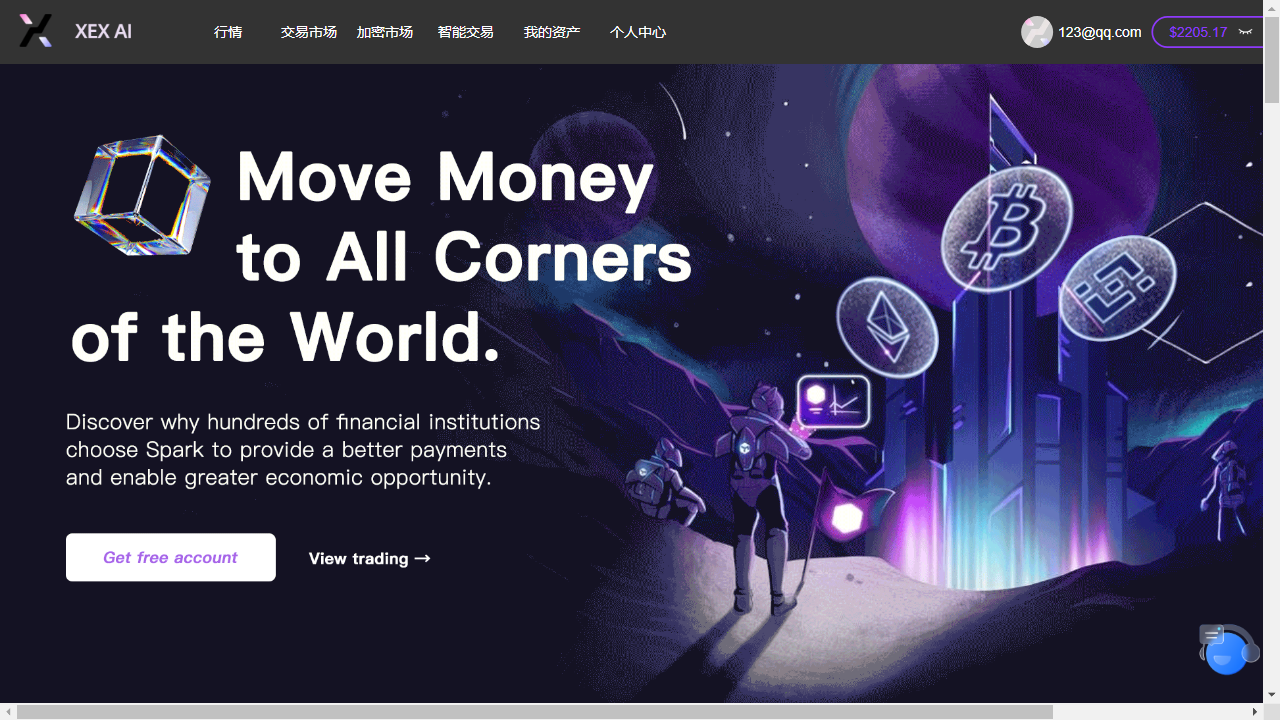 XEX AI
行情
交易市场
加密市场
智能交易
我的资产
个人中心
123@qq.com
$2205.17
Move Money
to All Corners
of the World.
Discover why hundreds of financial institutions
choose Spark to provide a better payments
and enable greater economic opportunity.
Get free account
View trading →